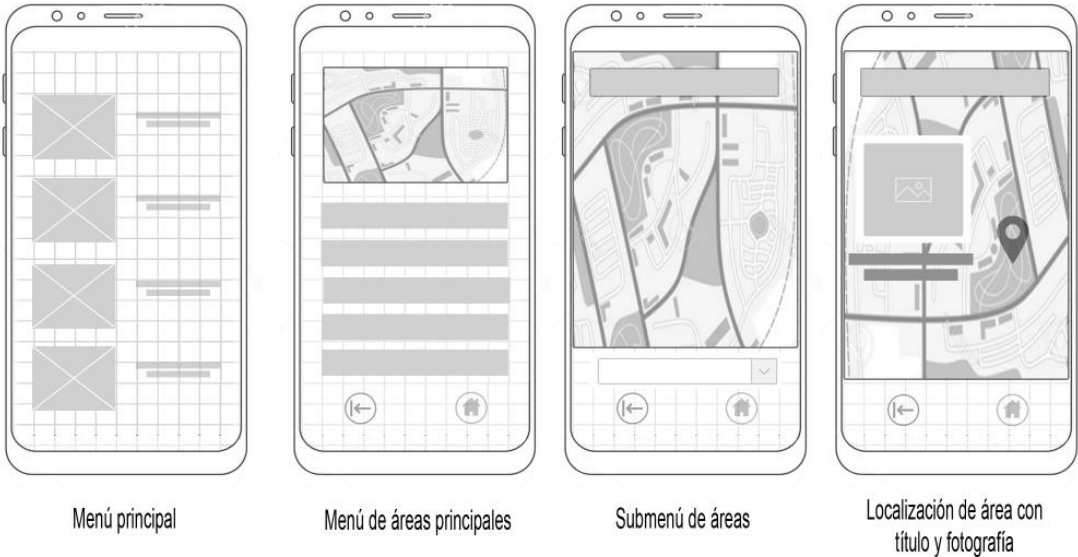 Menú principal
Menú de áreas principales
Submenú de áreas
Localización de área con
título y fotografía